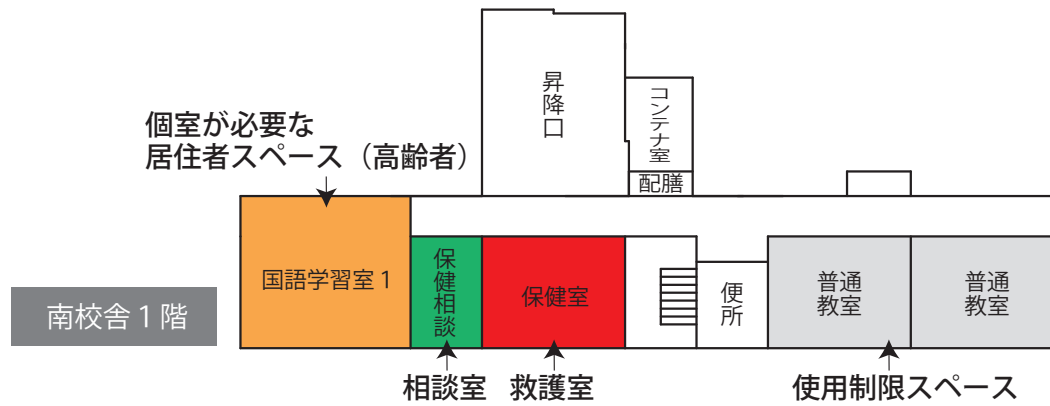 昇降口
コンテナ室
配膳
個室が必要な
居住者スペース（高齢者）
国語学習室１
保健相談
保健室
便所
普通
教室
普通
教室
南校舎１階
相談室
救護室
使用制限スペース